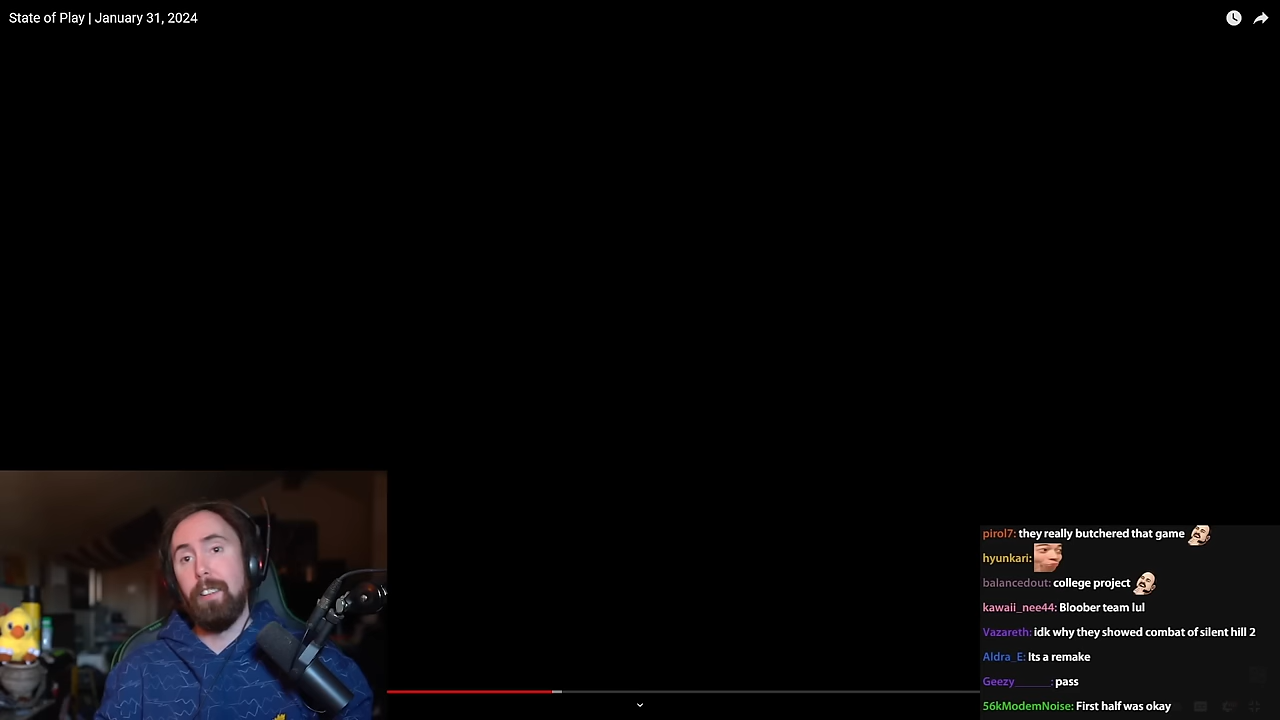 State of Play | January 31, 2024
pirol7: they really butchered that game
hyunkari:
balancedout: college project
kawaii_nee44: Bloober team lul
Vazareth: idk why they showed combat of silent hill 2
Aldra_E: Its a remake
Geezy______: pass
56kModemNoise: First half was okay